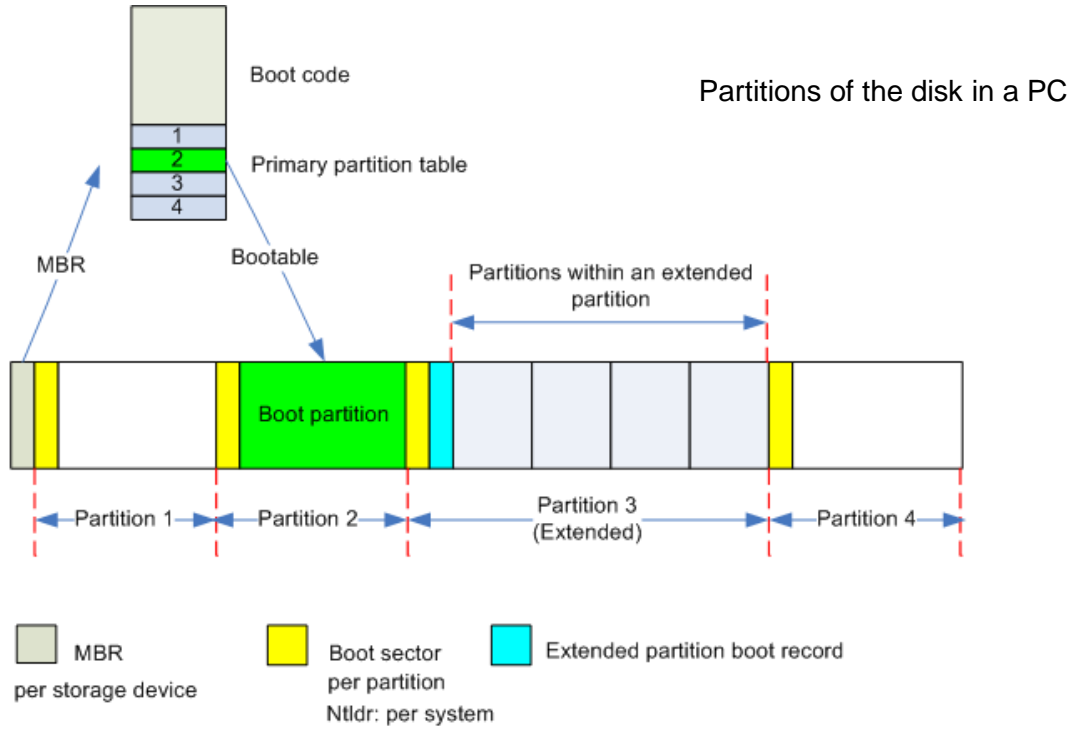 Boot code
Partitions of the disk in a PC
1
2
Primary partition table
3
4
MBR
Bootable
Partitions within an extended
partition
Boot partition
Partition 1
Partition 2
Partition 3
(Extended)
Partition 4
MBR
per storage device
Boot sector
per partition
Ntldr: per system
Extended partition boot record